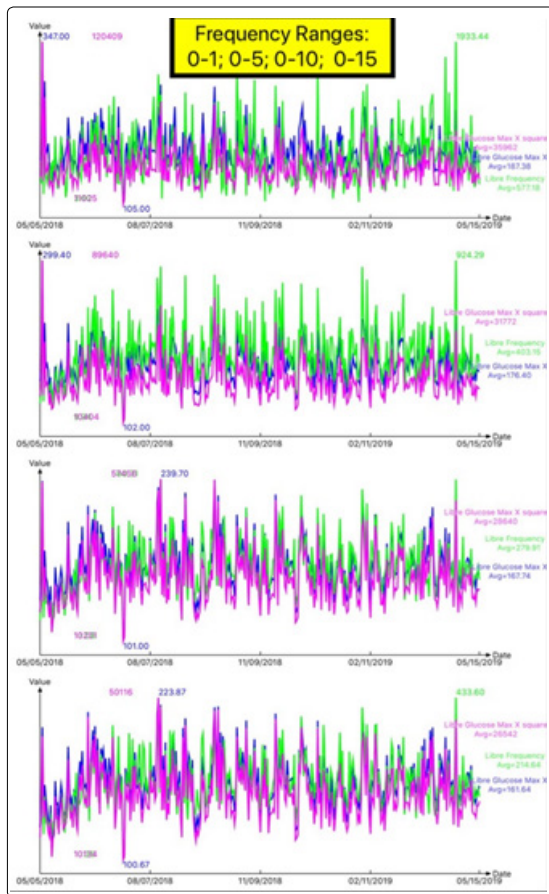 Frequency Ranges:
0-1; 0-5; 0-10; 0-15
Value
347.00
120409
1933.44
Libre Glucose Max X square
Avg=35962
Libre Glucose Max X
Avg=187.38
Libre Frequency
Avg=577.18
105.00
Date
05/05/2018
08/07/2018
11/09/2018
02/11/2019
05/15/2019
Value
299.40
89640
924.29
Libre Glucose Max X square
Avg=31772
Libre Frequency
Avg=403.15
Libre Glucose Max X
Avg=176.40
102.00
Date
05/05/2018
08/07/2018
11/09/2018
02/11/2019
05/15/2019
Value
239.70
Libre Glucose Max X square
Avg=28640
Libre Frequency
Avg=279.91
Libre Glucose Max X
Avg=167.74
101.00
Date
05/05/2018
08/07/2018
11/09/2018
02/11/2019
05/15/2019
Value
50116
223.87
433.60
Libre Glucose Max X square
Avg=26542
Libre Frequency
Avg=214.64
Libre Glucose Max X
Avg=161.64
100.67
Date
05/05/2018
08/07/2018
11/09/2018
02/11/2019
05/15/2019